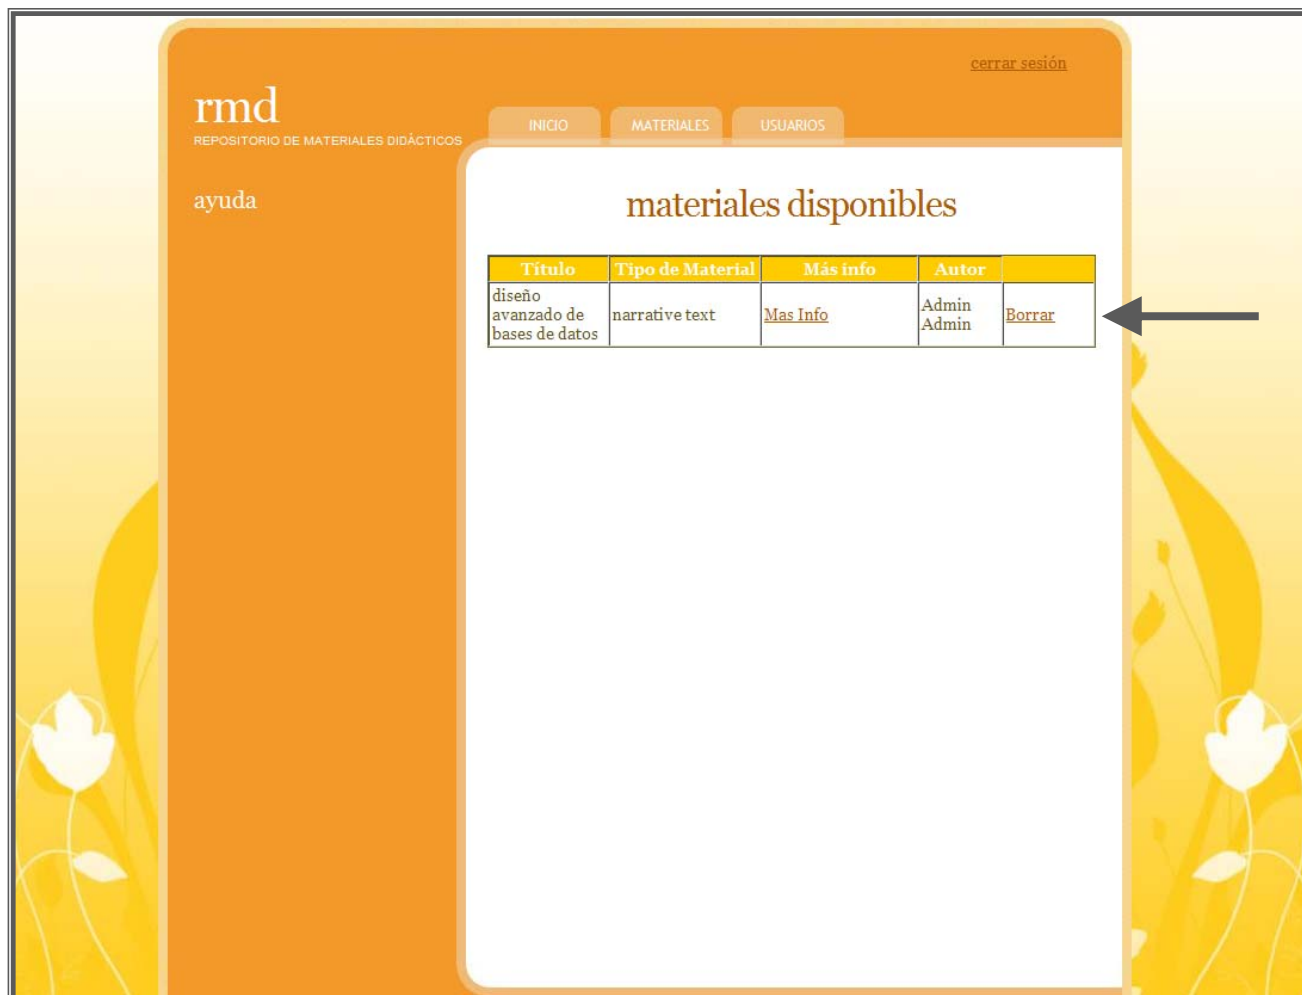 cerrar sesión
rmd
REPOSITORIO DE MATERIALES DIDÁCTICOS
INICIO MATERIALES USUARIOS
ayuda
materiales disponibles
Título Tipo de Material Más info Autor
diseño
avanzado de
bases de datos
narrative text
Mas Info
Admin
Admin
Borrar